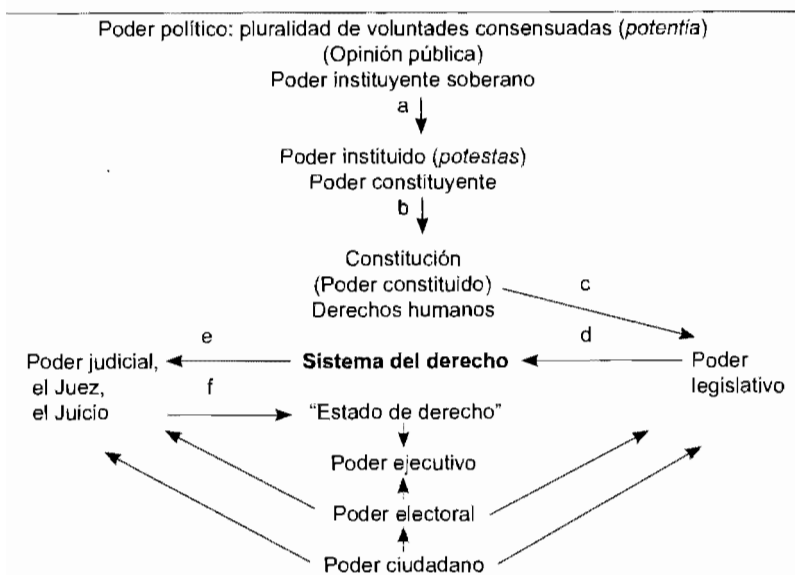 Poder político: pluralidad de voluntades consensuadas (potentia)
(Opinión pública)
Poder instituyente soberano
a
Poder instituido (potestas)
Poder constituyente
b
Constitución
(Poder constituido)
c
Derechos humanos
e
d
Poder judicial,
el Juez,
el Juicio
Sistema del derecho
Poder
legislativo
f
"Estado de derecho"
Poder ejecutivo
Poder electoral
Poder ciudadano